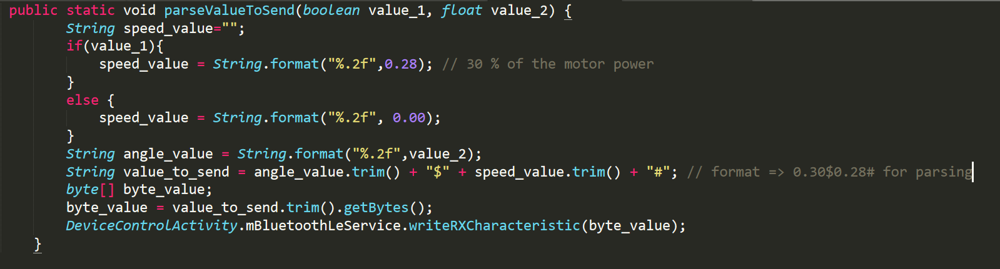 public static void parseValueToSend(boolean value_1, float value_2) {
String speed_value="";
if(value_1){
speed_value = String.format("%.2f",0.28); // 30 % of the motor power
}
else {
speed_value = String.format("%.2f", 0.00);
}
String angle_value = String.format("%.2f",value_2);
String value_to_send = angle_value.trim() + "$" + speed_value.trim() + "#"; // format => 0.30$0.28# for parsing
byte[] byte_value;
byte_value = value_to_send.trim().getBytes();
DeviceControlActivity.mBluetoothLeService.writeRXCharacteristic(byte_value);
}